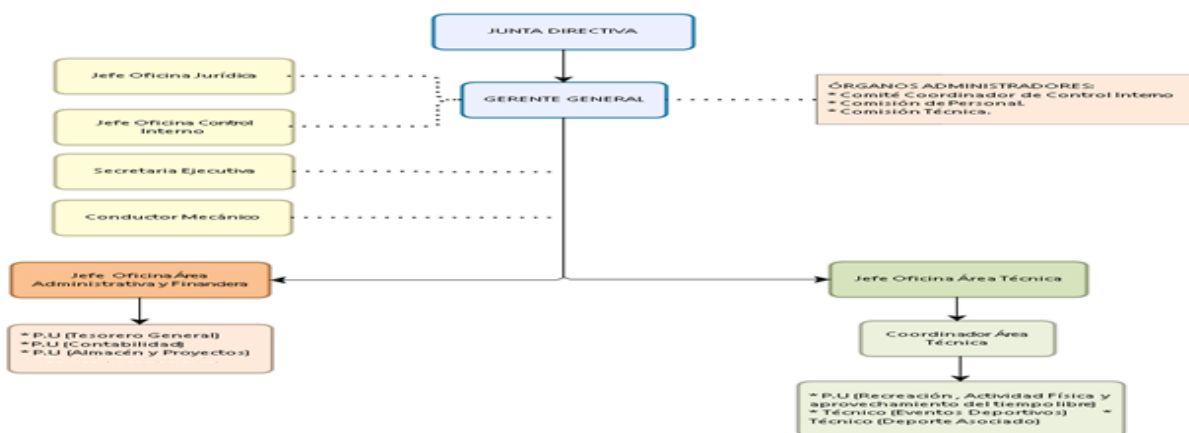 JUNTA DIRECTIVA
Jefe Oficina Jurídica
GERENTE GENERAL
ÓRGANOS ADMINISTRADORES:
* Comité Coordinador de Control Interno
* Comisión de Personal.
* Comisión Técnica.
Jefe Oficina Control
Interno
Secretaria Ejecutiva
Conductor Mecánico
Jefe Oficina Área
Administrativa y Financiera
Jefe Oficina Área Técnica
* P.U (Tesorero General)
* P.U (Contabilidad)
* P.U (Almacén y Proyectos)
Coordinador Área
Técnica
* P.U (Recreación , Actividad Física y
aprovechamiento del tiempo libre)
* Técnico (Eventos Deportivos) *
Técnico (Deporte Asociado)